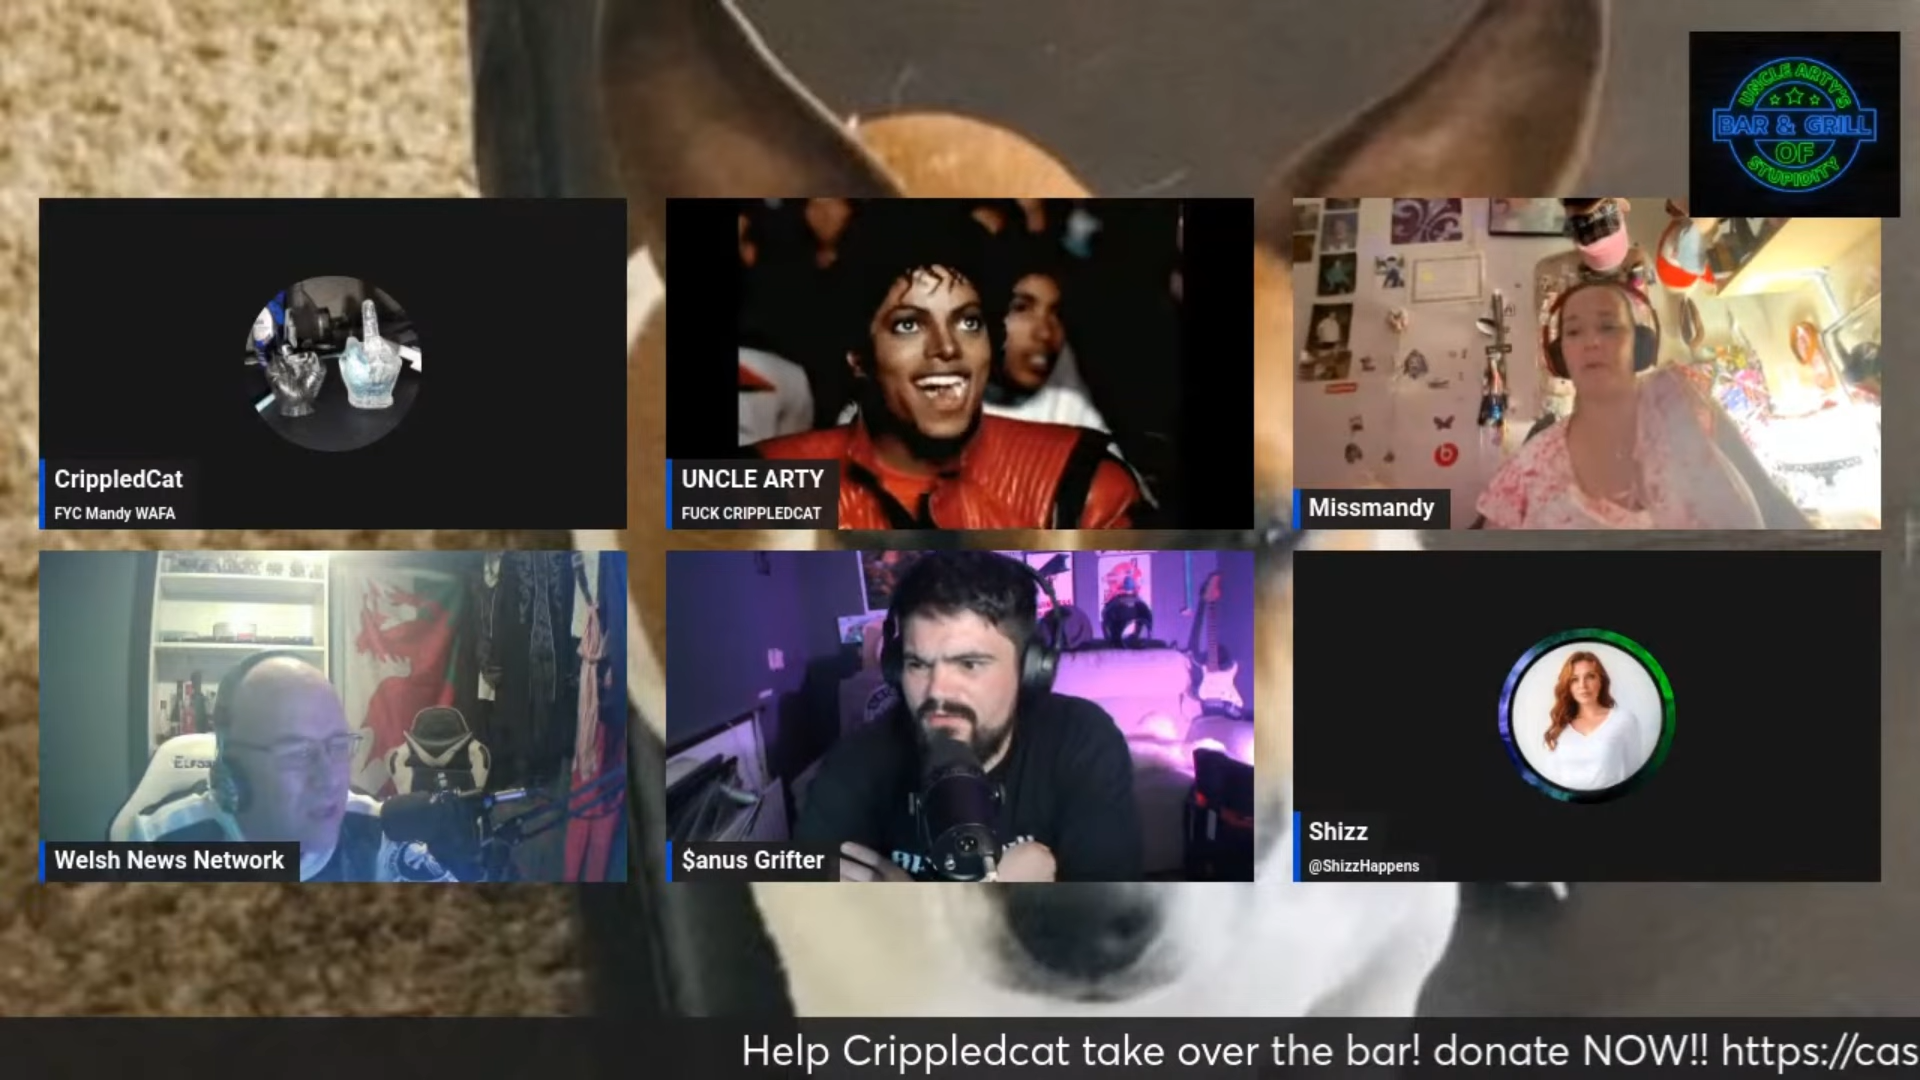 UNCLE ARTY'S
BAR & GRILL
OF
STUPIDITY
CrippledCat
FYC Mandy WAFA
UNCLE ARTY
FUCK CRIPPLEDCAT
Missmandy
Welsh News Network
$anus Grifter
Shizz
@ShizzHappens
Help Crippledcat take over the bar! donate NOW!! https://cas